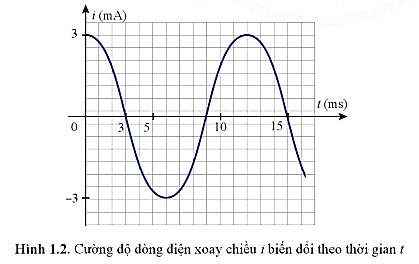 i (mA)
3
t (ms)
0
3
5
10
15
−3
Hình 1.2. Cường độ dòng điện xoay chiều i biến đổi theo thời gian t